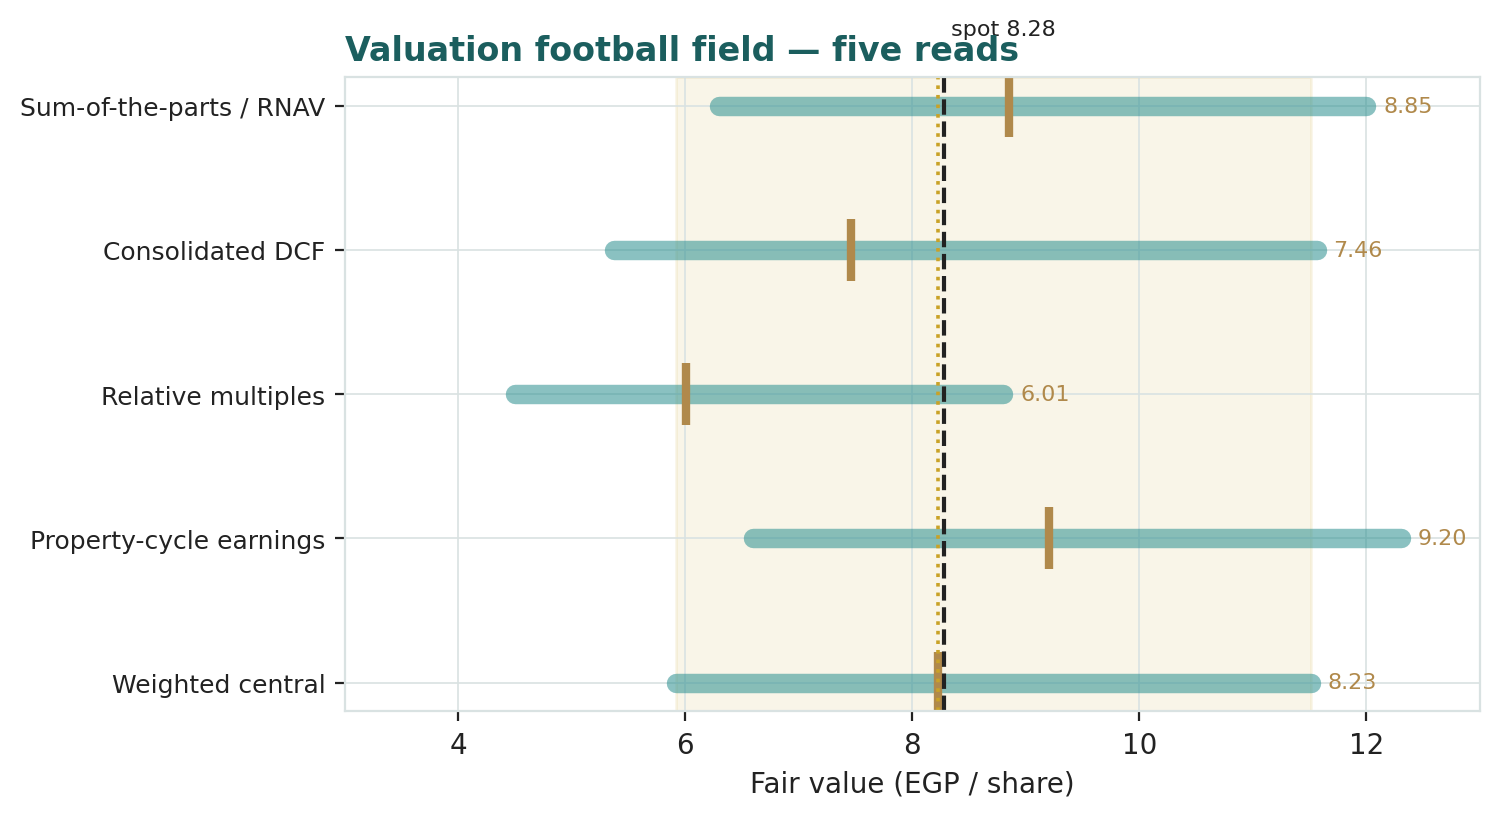 spot 8.28
Valuation football field — five reads
Sum-of-the-parts / RNAV
8.85
Consolidated DCF
7.46
Relative multiples
6.01
Property-cycle earnings
9.20
Weighted central
8.23
4 6 8 10 12
Fair value (EGP / share)